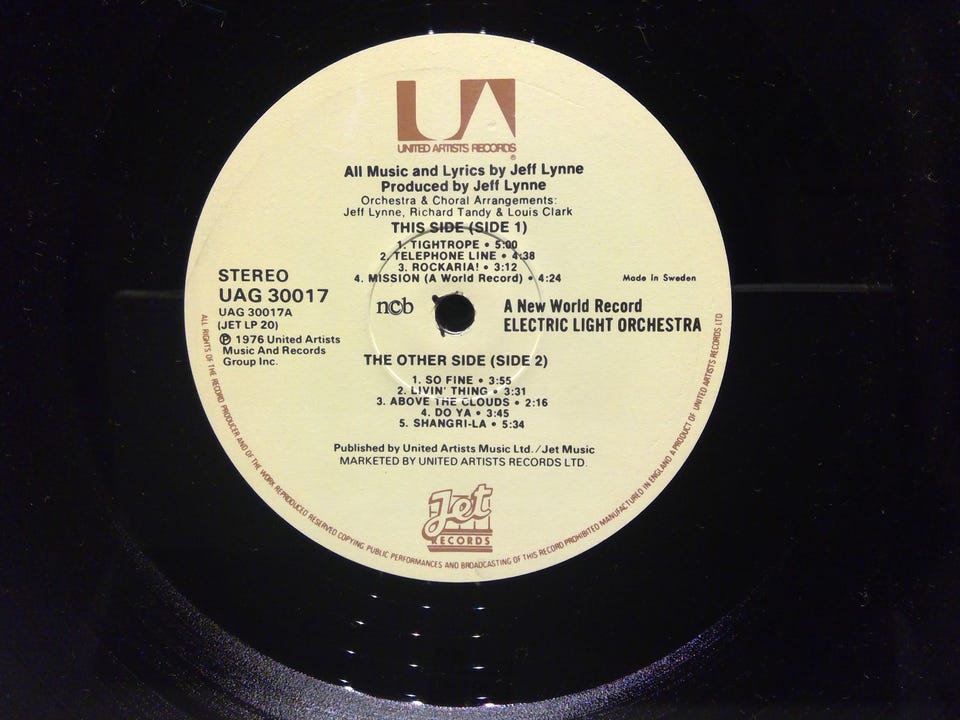 UA
UNITED ARTISTS RECORDS
®
All Music and Lyrics by Jeff Lynne
Produced by Jeff Lynne
Orchestra & Choral Arrangements:
Jeff Lynne, Richard Tandy & Louis Clark
THIS SIDE (SIDE 1)
1. TIGHTROPE • 5:00
2. TELEPHONE LINE • 4:38
3. ROCKARIA! • 3:12
4. MISSION (A World Record) • 4:24
STEREO
UAG 30017
UAG 30017A
(JET LP 20)
℗ 1976 United Artists
Music And Records
Group Inc.
ncb
Made in Sweden
A New World Record
ELECTRIC LIGHT ORCHESTRA
THE OTHER SIDE (SIDE 2)
1. SO FINE • 3:55
2. LIVIN' THING • 3:31
3. ABOVE THE CLOUDS • 2:16
4. DO YA • 3:45
5. SHANGRI-LA • 5:34
Published by United Artists Music Ltd./Jet Music
MARKETED BY UNITED ARTISTS RECORDS LTD.
Jet
RECORDS
ALL RIGHTS OF THE RECORD PRODUCER AND OF THE WORK REPRODUCED RESERVED COPYING PUBLIC PERFORMANCES AND BROADCASTING OF THIS RECORD PROHIBITED MANUFACTURED IN ENGLAND A PRODUCT OF UNITED ARTISTS RECORDS LTD